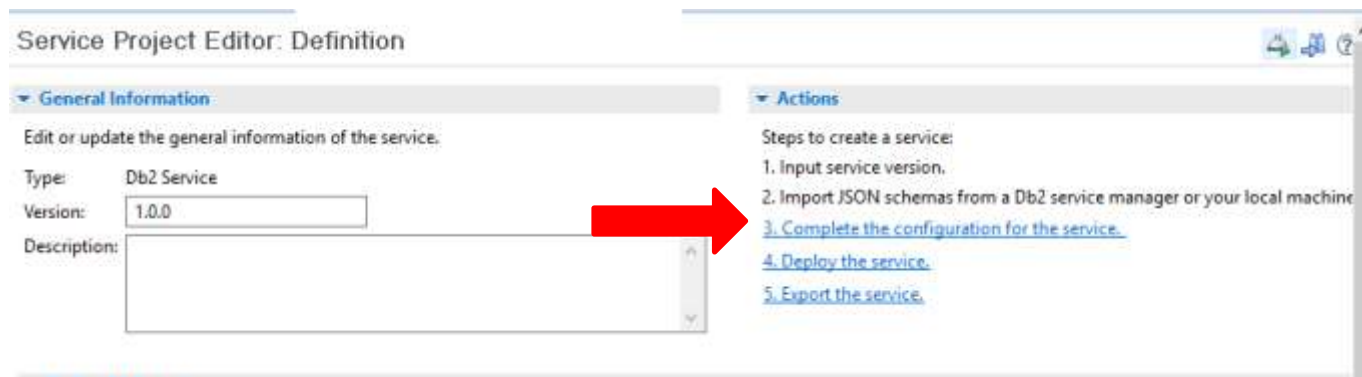 Service Project Editor: Definition
General Information
Edit or update the general information of the service.
Type: Db2 Service
Version: 1.0.0
Description:
Actions
Steps to create a service:
1. Input service version.
2. Import JSON schemas from a Db2 service manager or your local machine
3. Complete the configuration for the service.
4. Deploy the service.
5. Export the service.